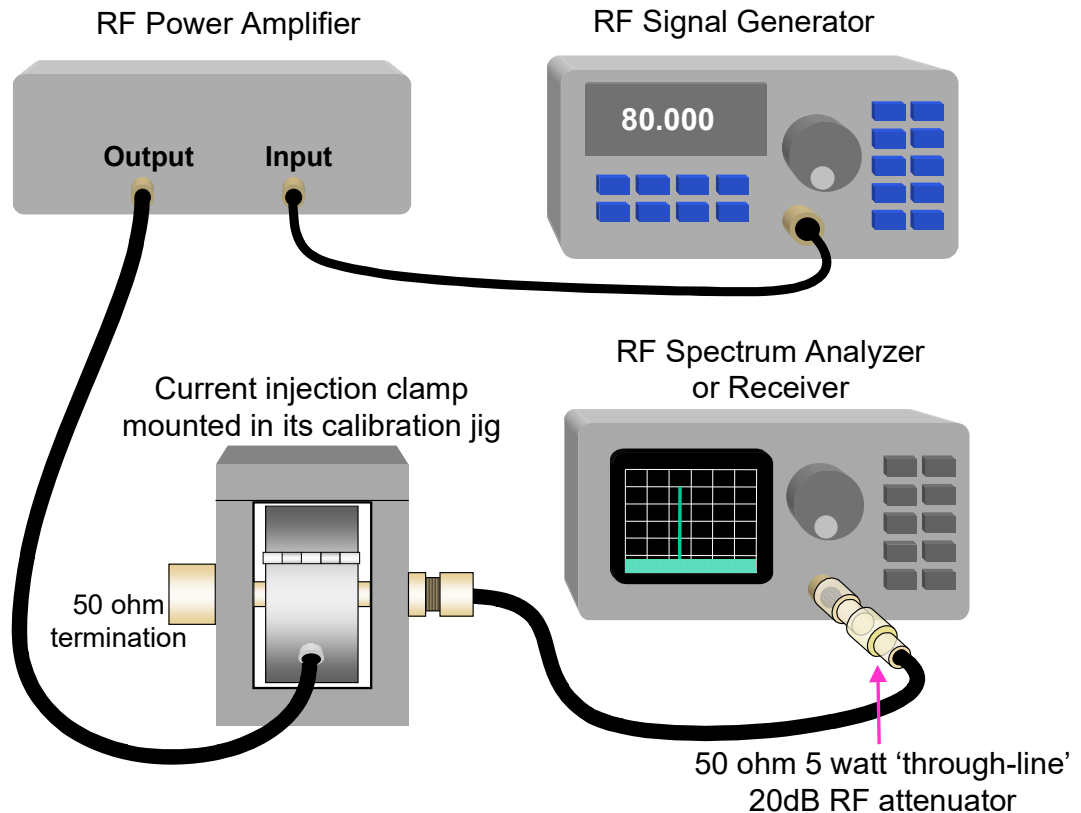 RF Power Amplifier
RF Signal Generator
80.000
Output
Input
RF Spectrum Analyzer
or Receiver
Current injection clamp
mounted in its calibration jig
50 ohm
termination
50 ohm 5 watt ‘through-line’
20dB RF attenuator